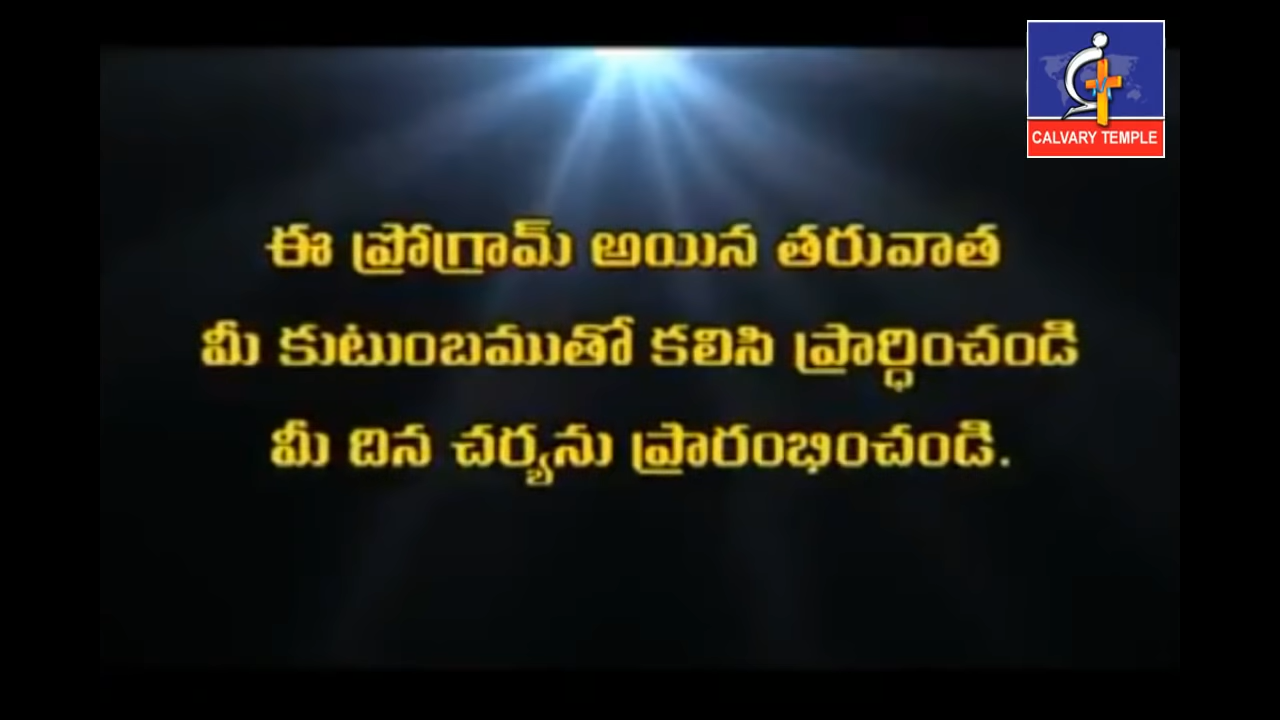 CALVARY TEMPLE
ఈ ప్రోగ్రామ్ అయిన తరువాత
మీ కుటుంబముతో కలిసి ప్రార్ధించండి
మీ దిన చర్యను ప్రారంభించండి.